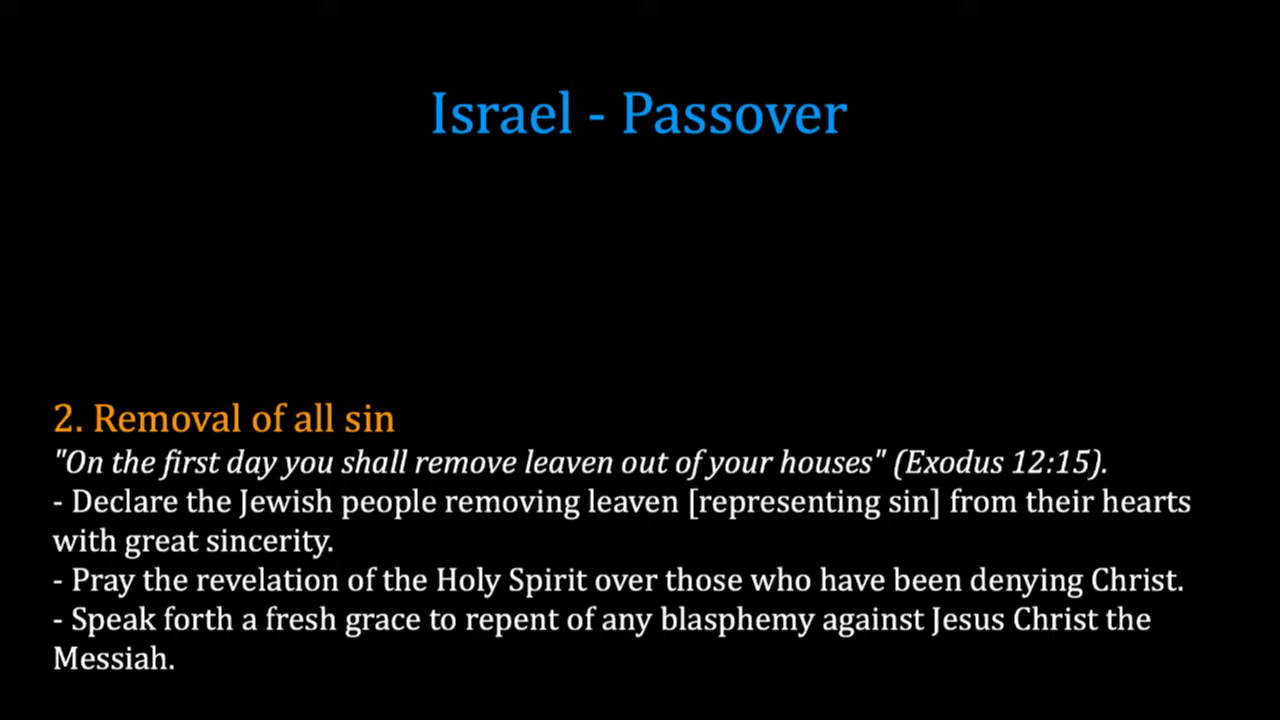 Israel - Passover
2. Removal of all sin
"On the first day you shall remove leaven out of your houses" (Exodus 12:15).
- Declare the Jewish people removing leaven [representing sin] from their hearts
with great sincerity.
- Pray the revelation of the Holy Spirit over those who have been denying Christ.
- Speak forth a fresh grace to repent of any blasphemy against Jesus Christ the
Messiah.